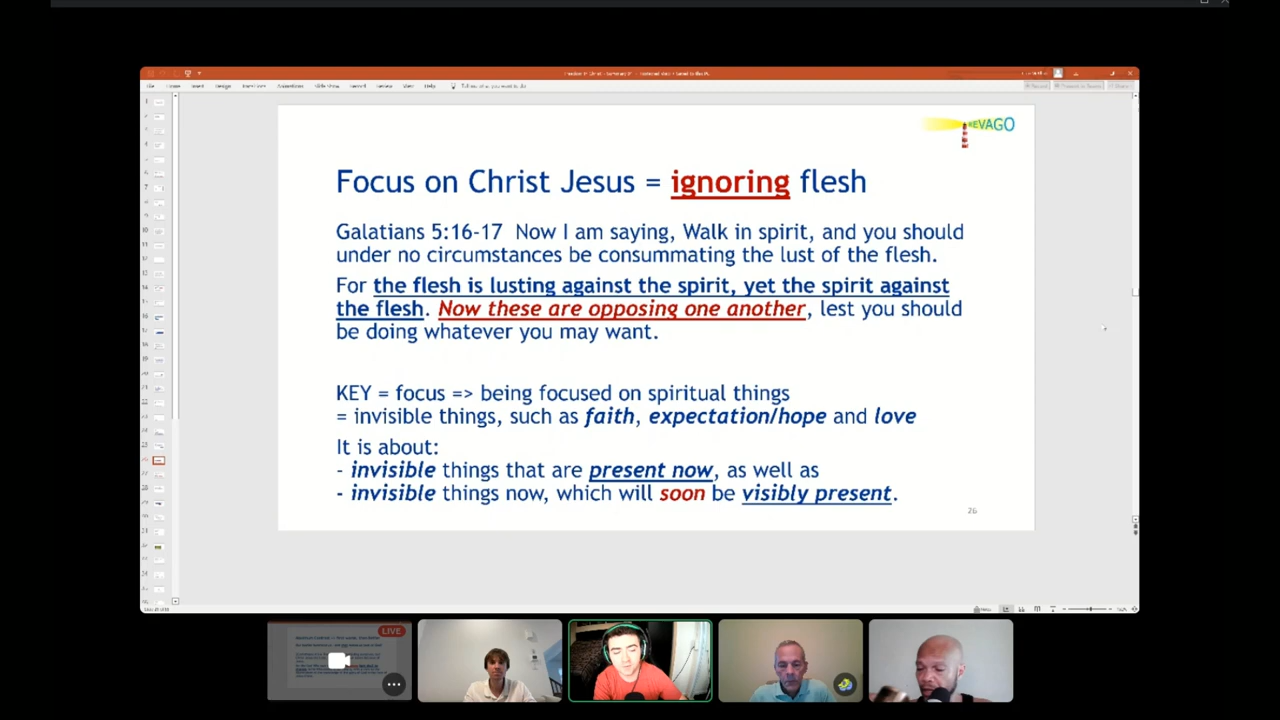 KEVAGO
Focus on Christ Jesus = ignoring flesh
Galatians 5:16-17 Now I am saying, Walk in spirit, and you should
under no circumstances be consummating the lust of the flesh.
For the flesh is lusting against the spirit, yet the spirit against
the flesh. Now these are opposing one another, lest you should
be doing whatever you may want.
KEY = focus => being focused on spiritual things
= invisible things, such as faith, expectation/hope and love
It is about:
- invisible things that are present now, as well as
- invisible things now, which will soon be visibly present.
26
LIVE